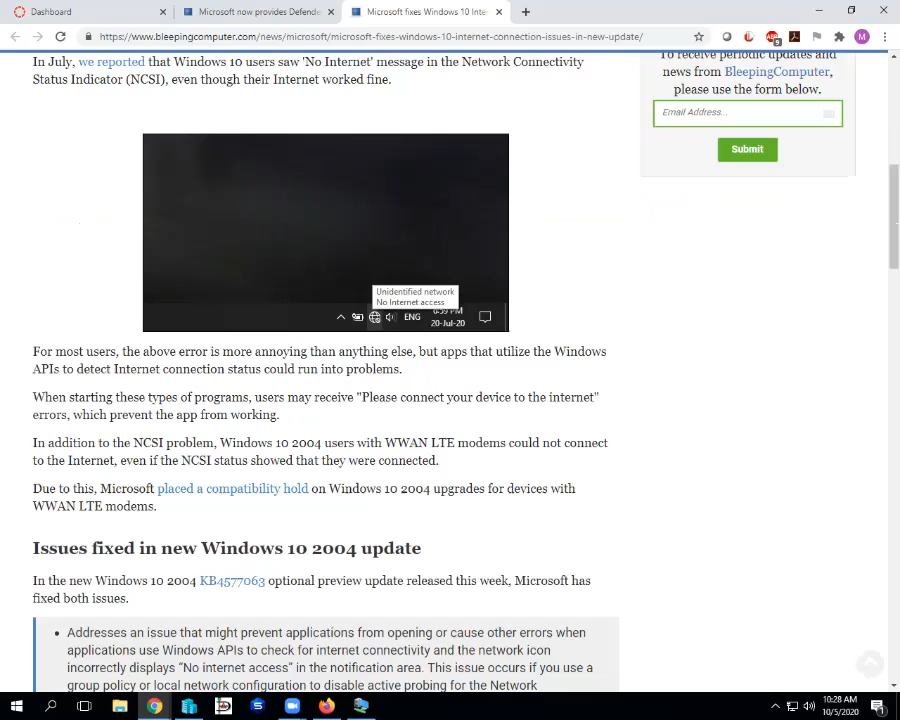 Dashboard
Microsoft now provides Defende
Microsoft fixes Windows 10 Inte
https://www.bleepingcomputer.com/news/microsoft/microsoft-fixes-windows-10-internet-connection-issues-in-new-update/
In July, we reported that Windows 10 users saw 'No Internet' message in the Network Connectivity
Status Indicator (NCSI), even though their Internet worked fine.
To receive periodic updates and
news from BleepingComputer,
please use the form below.
Email Address...
Submit
Unidentified network
No Internet access
6:59 PM
ENG
20-Jul-20
For most users, the above error is more annoying than anything else, but apps that utilize the Windows
APIs to detect Internet connection status could run into problems.
When starting these types of programs, users may receive "Please connect your device to the internet"
errors, which prevent the app from working.
In addition to the NCSI problem, Windows 10 2004 users with WWAN LTE modems could not connect
to the Internet, even if the NCSI status showed that they were connected.
Due to this, Microsoft placed a compatibility hold on Windows 10 2004 upgrades for devices with
WWAN LTE modems.
Issues fixed in new Windows 10 2004 update
In the new Windows 10 2004 KB4577063 optional preview update released this week, Microsoft has
fixed both issues.
• Addresses an issue that might prevent applications from opening or cause other errors when
applications use Windows APIs to check for internet connectivity and the network icon
incorrectly displays “No internet access” in the notification area. This issue occurs if you use a
group policy or local network configuration to disable active probing for the Network
10:28 AM
10/5/2020